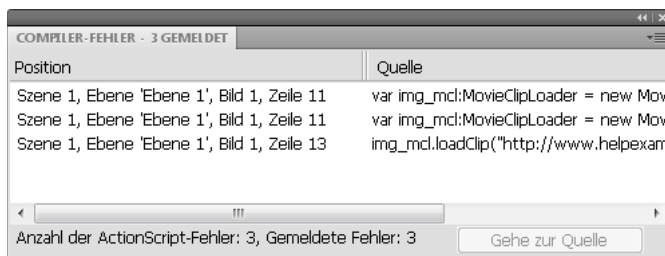 COMPILER-FEHLER - 3 GEMELDET
Position Quelle
Szene 1, Ebene 'Ebene 1', Bild 1, Zeile 11 var img_mcl:MovieClipLoader = new Mov
Szene 1, Ebene 'Ebene 1', Bild 1, Zeile 11 var img_mcl:MovieClipLoader = new Mov
Szene 1, Ebene 'Ebene 1', Bild 1, Zeile 13 img_mcl.loadClip("http://www.helpexam
Anzahl der ActionScript-Fehler: 3, Gemeldete Fehler: 3 Gehe zur Quelle